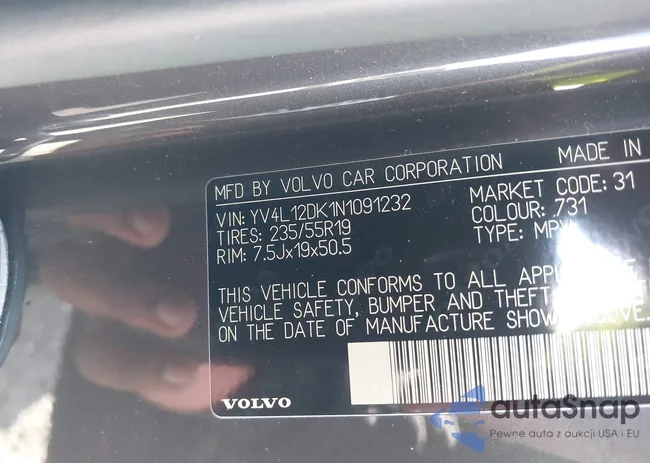 MFD BY VOLVO CAR CORPORATION MADE IN
VIN: YV4L12DK1N1091232 MARKET CODE: 31
TIRES: 235/55R19 COLOUR: 731
RIM: 7.5Jx19x50.5 TYPE: MPV
THIS VEHICLE CONFORMS TO ALL
VEHICLE SAFETY, BUMPER AND THEFT
ON THE DATE OF MANUFACTURE
VOLVO
autaSnap
Pewne auta z aukcji USA i EU